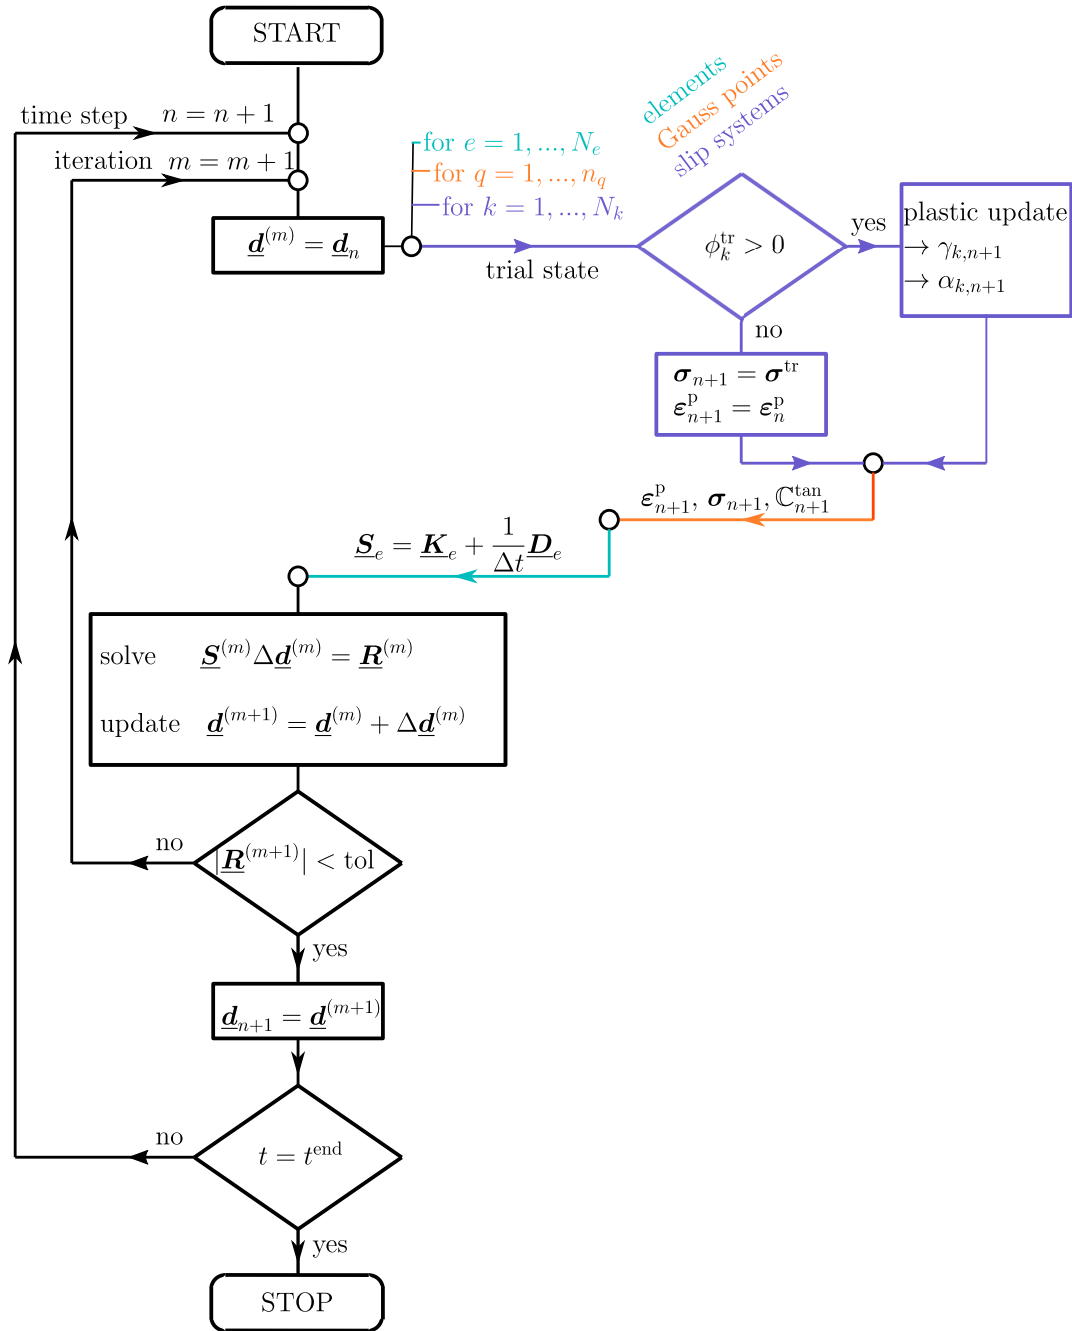 START
time step n = n + 1
iteration m = m + 1
elements
Gauss points
slip systems
for e = 1, ..., N_e
for q = 1, ..., n_q
for k = 1, ..., N_k
d^{(m)} = d_n
trial state
ϕ_k^{tr} > 0
yes
plastic update
→ γ_{k,n+1}
→ α_{k,n+1}
no
σ_{n+1} = σ^{tr}
ε^p_{n+1} = ε^p_n
ε^p_{n+1}, σ_{n+1}, ℂ^{tan}_{n+1}
S_e = K_e + \frac{1}{Δt} D_e
solve S^{(m)} Δd^{(m)} = R^{(m)}
update d^{(m+1)} = d^{(m)} + Δd^{(m)}
no
|R^{(m+1)}| < tol
yes
d_{n+1} = d^{(m+1)}
no
t = t^{end}
yes
STOP